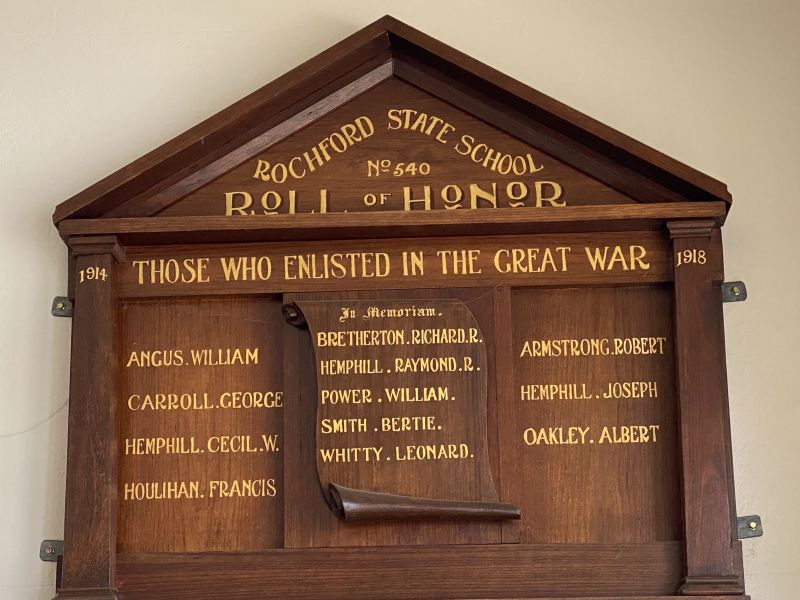 ROCHFORD STATE SCHOOL
No 540
ROLL OF HONOR
1914
THOSE WHO ENLISTED IN THE GREAT WAR
1918
ANGUS. WILLIAM
CARROLL. GEORGE
HEMPHILL. CECIL. W.
HOULIHAN. FRANCIS
In Memoriam.
BRETHERTON. RICHARD. R.
HEMPHILL. RAYMOND. R.
POWER. WILLIAM.
SMITH. BERTIE.
WHITTY. LEONARD.
ARMSTRONG. ROBERT
HEMPHILL. JOSEPH
OAKLEY. ALBERT